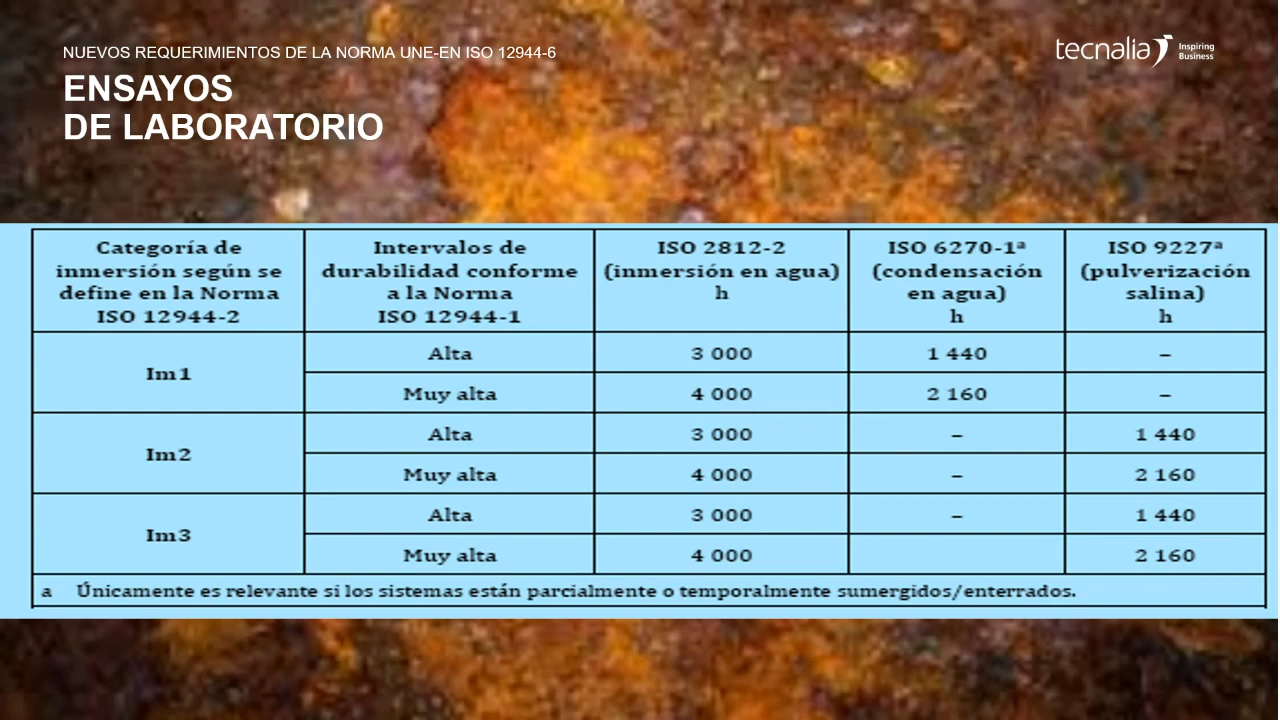 NUEVOS REQUERIMIENTOS DE LA NORMA UNE-EN ISO 12944-6
ENSAYOS
DE LABORATORIO
tecnalia
Inspiring
Business
Categoría de
inmersión según se
define en la Norma
ISO 12944-2
Intervalos de
durabilidad conforme
a la Norma
ISO 12944-1
ISO 2812-2
(inmersión en agua)
h
ISO 6270-1ª
(condensación
en agua)
h
ISO 9227ª
(pulverización
salina)
h
Im1
Alta
3 000
1 440
–
Muy alta
4 000
2 160
–
Im2
Alta
3 000
–
1 440
Muy alta
4 000
–
2 160
Im3
Alta
3 000
–
1 440
Muy alta
4 000
2 160
a Únicamente es relevante si los sistemas están parcialmente o temporalmente sumergidos/enterrados.